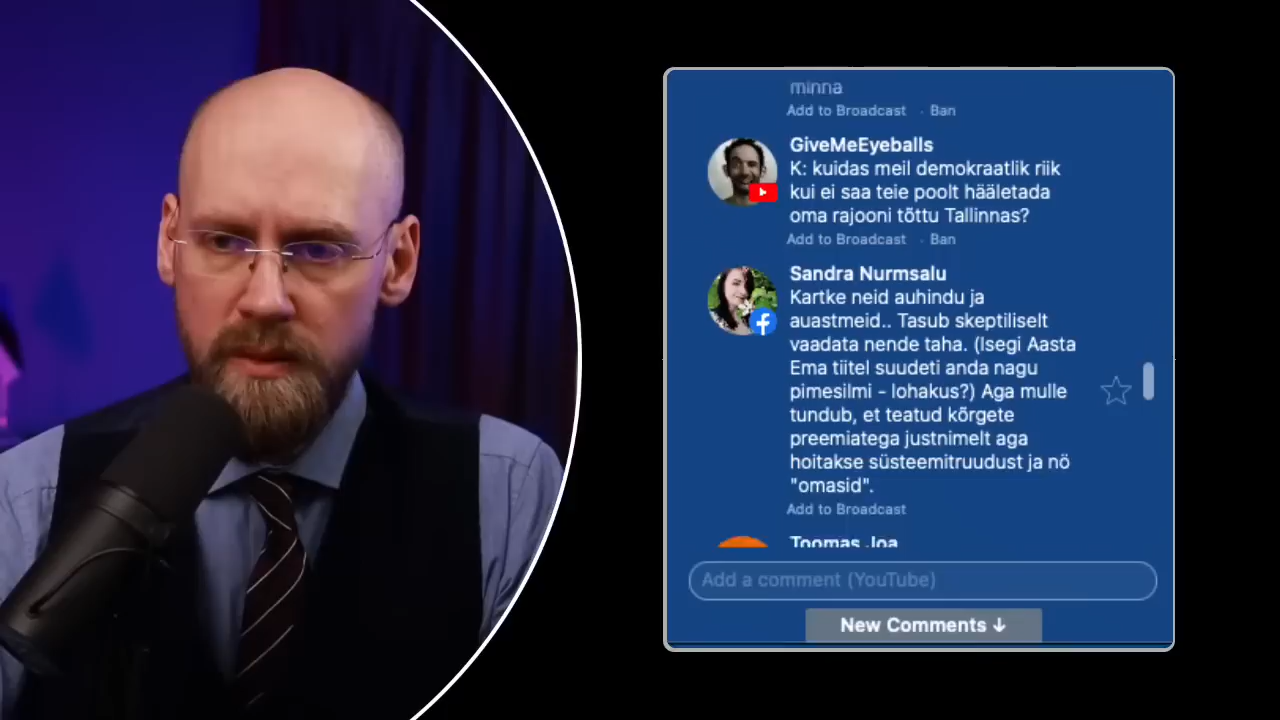 minna
Add to Broadcast · Ban
GiveMeEyeballs
K: kuidas meil demokraatlik riik
kui ei saa teie poolt hääletada
oma rajooni tõttu Tallinnas?
Add to Broadcast · Ban
Sandra Nurmsalu
Kartke neid auhindu ja
auastmeid.. Tasub skeptiliselt
vaadata nende taha. (Isegi Aasta
Ema tiitel suudeti anda nagu
pimesilmi - lohakus?) Aga mulle
tundub, et teatud kõrgete
preemiatega justnimelt aga
hoitakse süsteemitruudust ja nö
"omasid".
Add to Broadcast
Toomas Joa
Add a comment (YouTube)
New Comments ↓